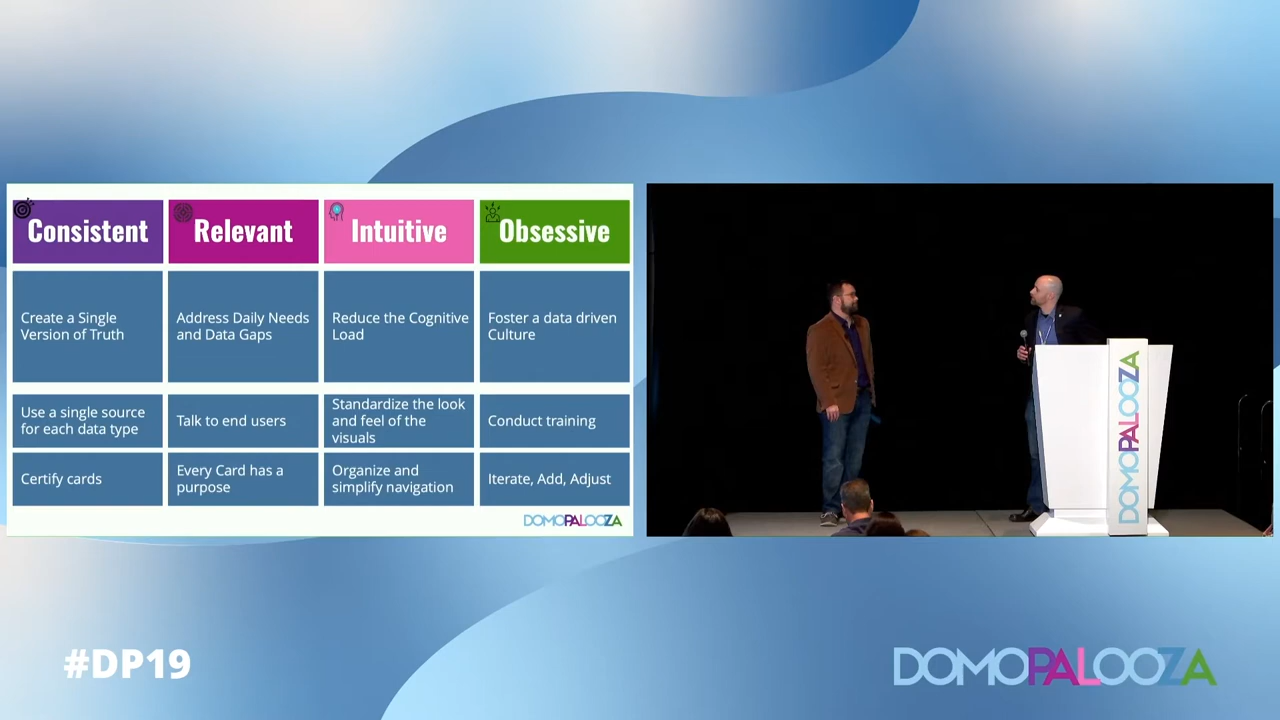 Consistent
Relevant
Intuitive
Obsessive
Create a Single
Version of Truth
Address Daily Needs
and Data Gaps
Reduce the Cognitive
Load
Foster a data driven
Culture
Use a single source
for each data type
Talk to end users
Standardize the look
and feel of the
visuals
Conduct training
Certify cards
Every Card has a
purpose
Organize and
simplify navigation
Iterate, Add, Adjust
DOMOPALOOZA
DOMOPALOOZA
#DP19
DOMOPALOOZA